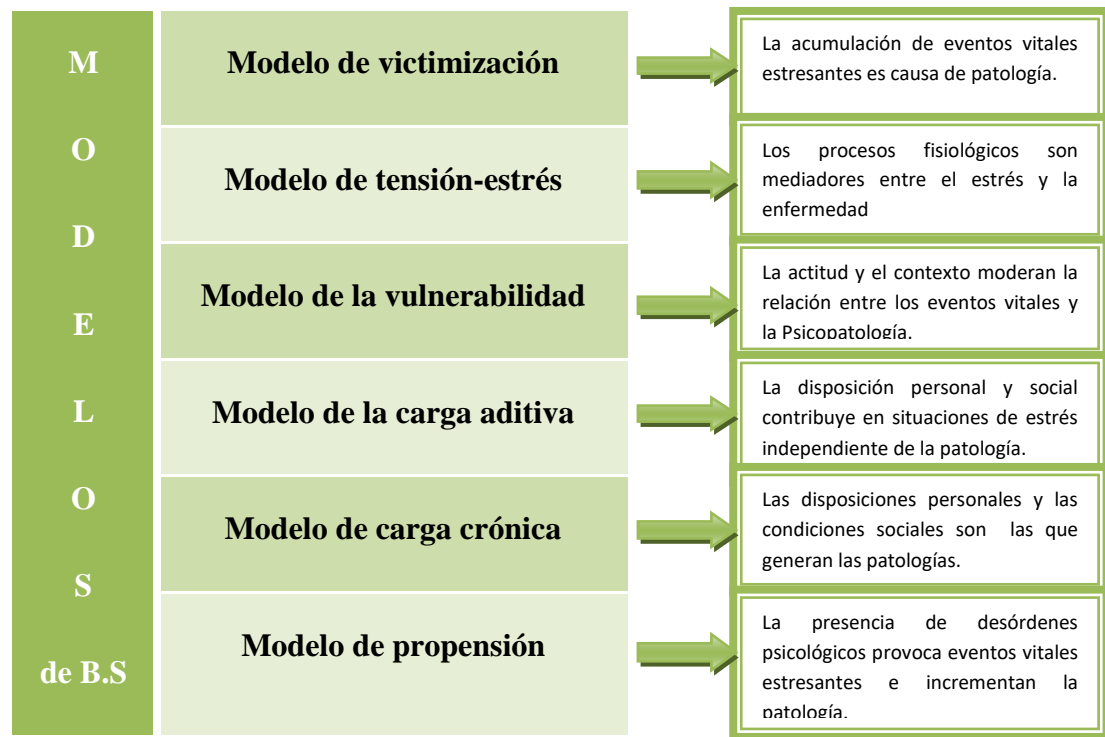 M
O
D
E
L
O
S
de B.S
Modelo de victimización
La acumulación de eventos vitales
estresantes es causa de patología.
Modelo de tensión-estrés
Los procesos fisiológicos son
mediadores entre el estrés y la
enfermedad
Modelo de la vulnerabilidad
La actitud y el contexto moderan la
relación entre los eventos vitales y
la Psicopatología.
Modelo de la carga aditiva
La disposición personal y social
contribuye en situaciones de estrés
independiente de la patología.
Modelo de carga crónica
Las disposiciones personales y las
condiciones sociales son las que
generan las patologías.
Modelo de propensión
La presencia de desórdenes
psicológicos provoca eventos vitales
estresantes e incrementan la
patología.